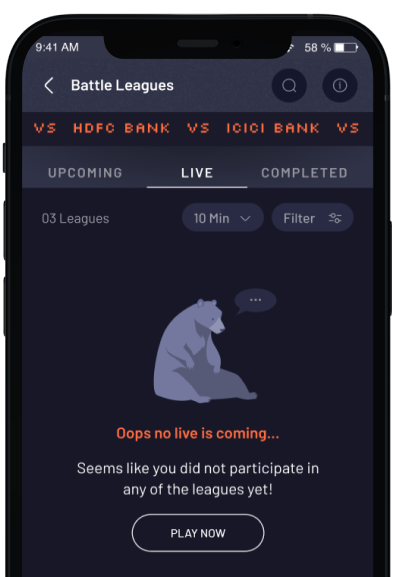 9:41 AM 58 %
Battle Leagues
VS HDFC BANK VS ICICI BANK VS
UPCOMING LIVE COMPLETED
03 Leagues 10 Min Filter
...
Oops no live is coming...
Seems like you did not participate in
any of the leagues yet!
PLAY NOW